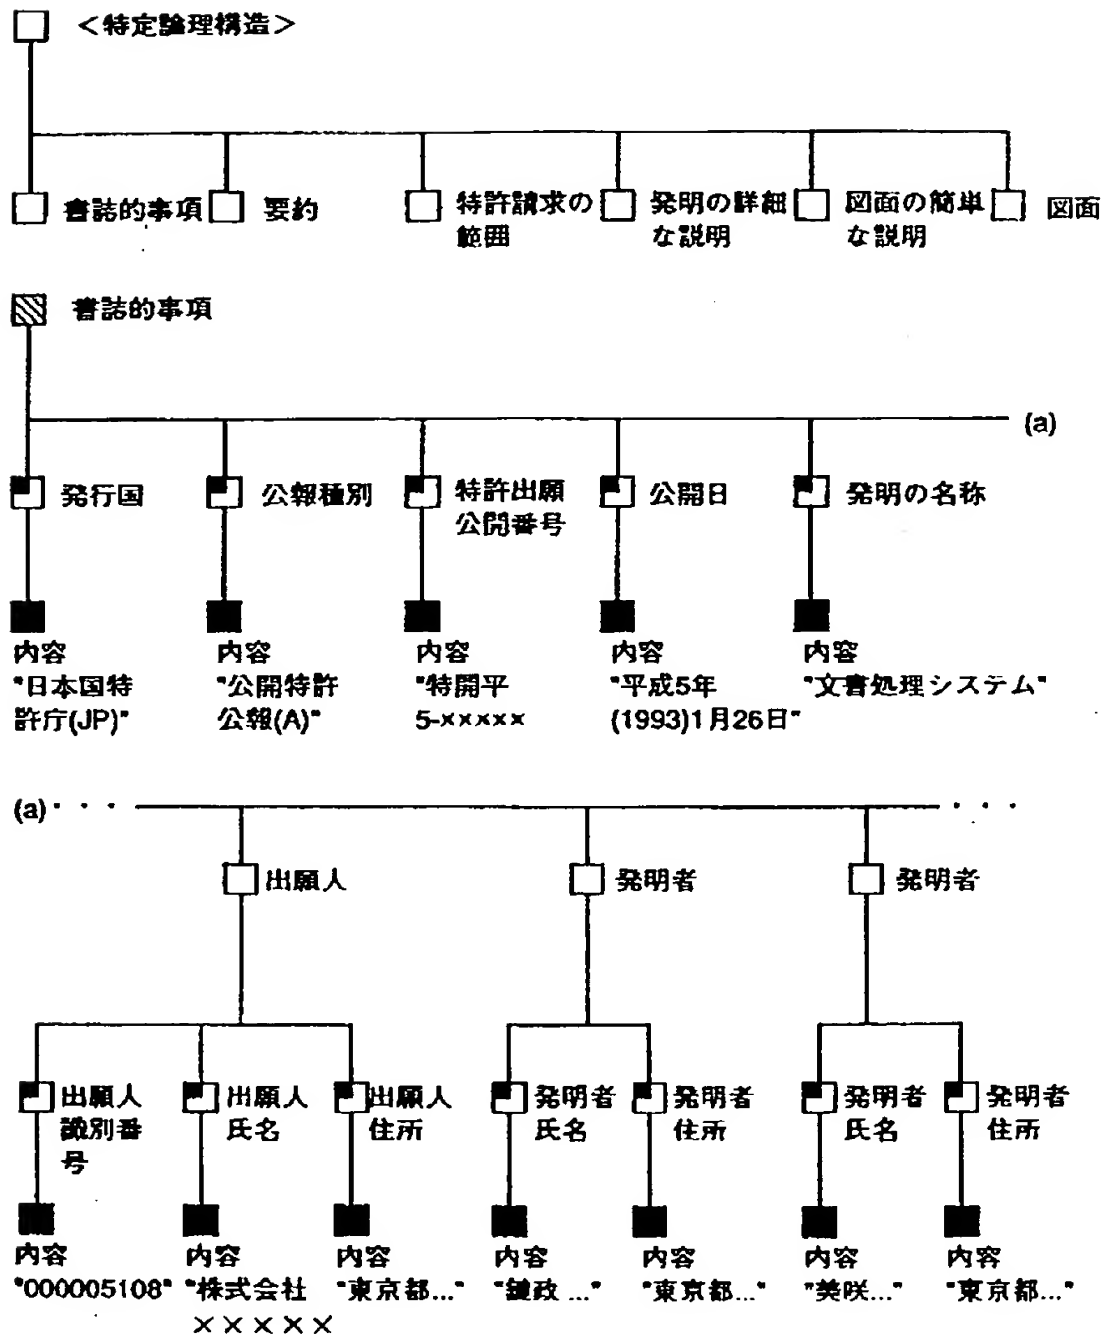 ＜特定論理構造＞
書誌的事項 要約 特許請求の 発明の詳細 図面の簡単 図面
範囲 な説明 な説明
書誌的事項
(a)
発行国 公報種別 特許出願 公開日 発明の名称
公開番号
内容 内容 内容 内容 内容
"日本国特 "公開特許 "特開平 "平成5年 "文書処理システム"
許庁(JP)" 公報(A)" 5-××××× (1993)1月26日"
(a)・・・ ・・・
出願人 発明者 発明者
出願人 出願人 出願人 発明者 発明者 発明者 発明者
識別番 氏名 住所 氏名 住所 氏名 住所
号
内容 内容 内容 内容 内容 内容 内容
"000005108" "株式会社 "東京都..." "鍵政 ..." "東京都..." "美咲..." "東京都..."
×××××